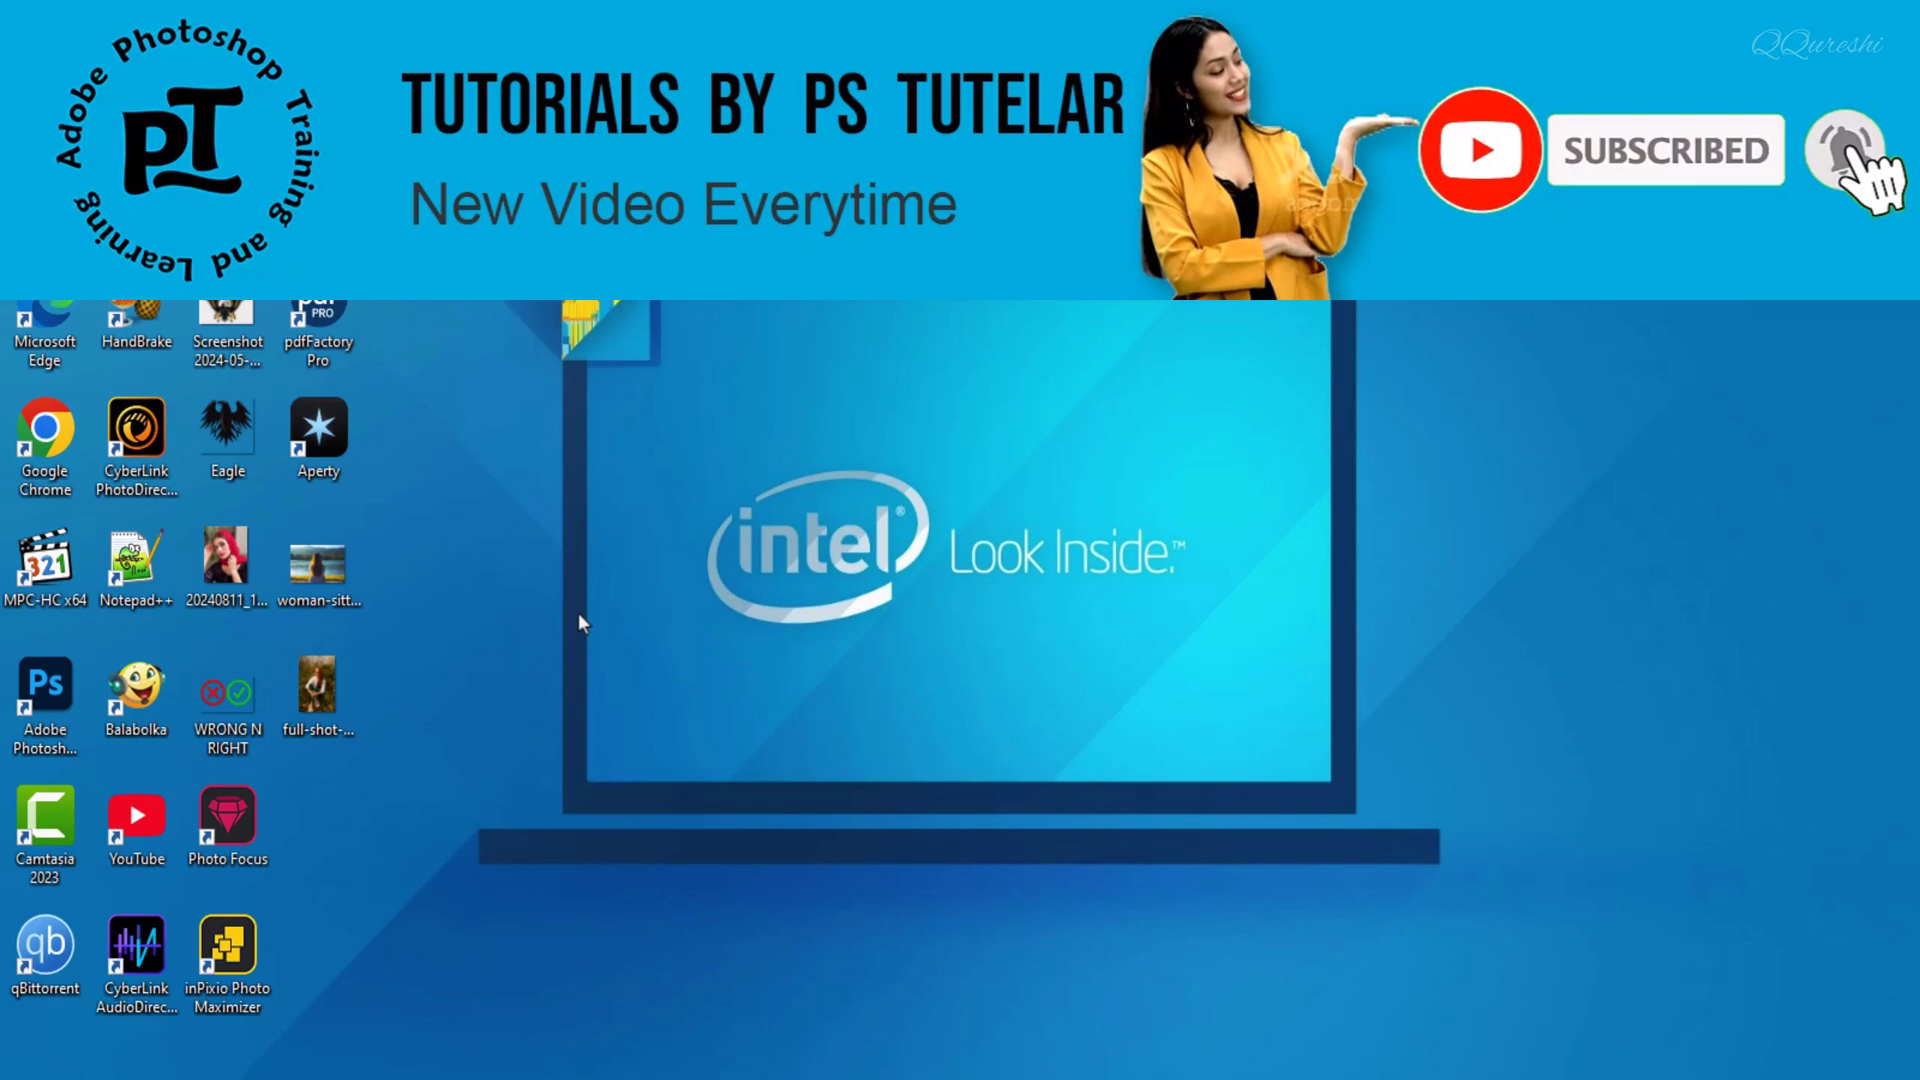 Adobe Photoshop Training and Learning
PT
TUTORIALS BY PS TUTELAR
New Video Everytime
QQureshi
SUBSCRIBED
Microsoft
Edge
HandBrake
Screenshot
2024-05-...
pdf
PRO
pdfFactory
Pro
Google
Chrome
CyberLink
PhotoDirec...
Eagle
Aperty
321
MPC-HC x64
Notepad++
20240811_1...
woman-sitt...
intel® Look Inside.™
Ps
Adobe
Photosh...
Balabolka
WRONG N
RIGHT
full-shot-...
Camtasia
2023
YouTube
Photo Focus
qb
qBittorrent
CyberLink
AudioDirec...
inPixio Photo
Maximizer